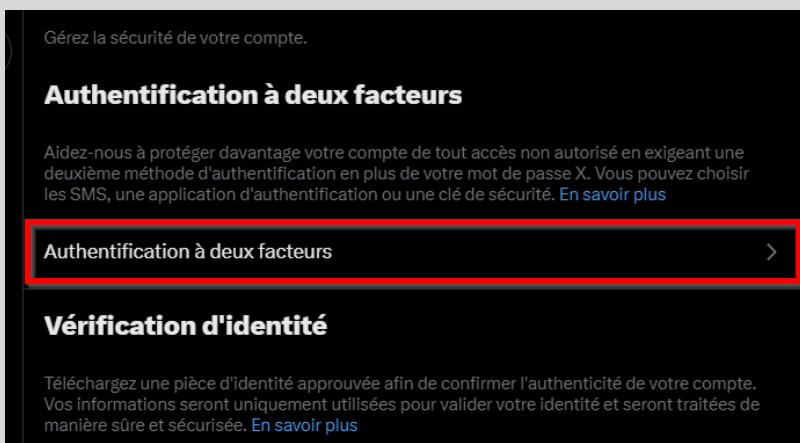 Gérez la sécurité de votre compte.
Authentification à deux facteurs
Aidez-nous à protéger davantage votre compte de tout accès non autorisé en exigeant une
deuxième méthode d'authentification en plus de votre mot de passe X. Vous pouvez choisir
les SMS, une application d'authentification ou une clé de sécurité. En savoir plus
Authentification à deux facteurs
Vérification d'identité
Téléchargez une pièce d'identité approuvée afin de confirmer l'authenticité de votre compte.
Vos informations seront uniquement utilisées pour valider votre identité et seront traitées de
manière sûre et sécurisée. En savoir plus